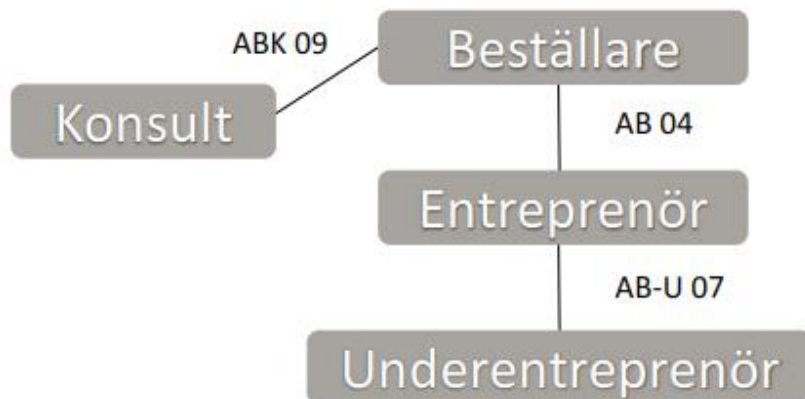 ABK 09
Beställare
Konsult
AB 04
Entreprenör
AB-U 07
Underentreprenör